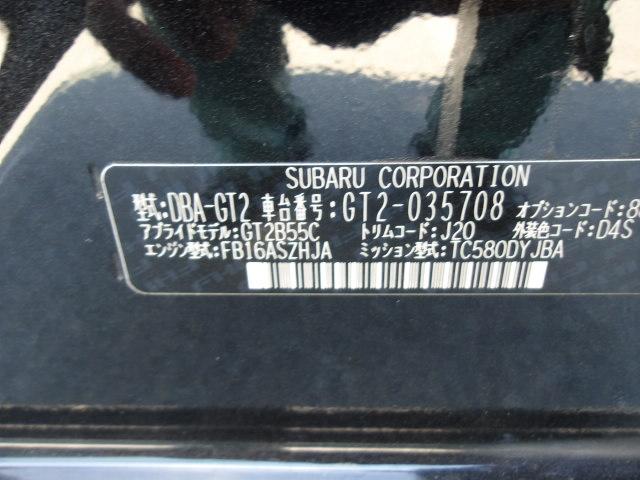 SUBARU CORPORATION
型式:DBA-GT2 車台番号:GT2-035708 オプションコード:8
アプライドモデル:GT2B55C トリムコード:J20 外装色コード:D4S
エンジン型式:FB16ASZHJA ミッション型式:TC580DYJBA